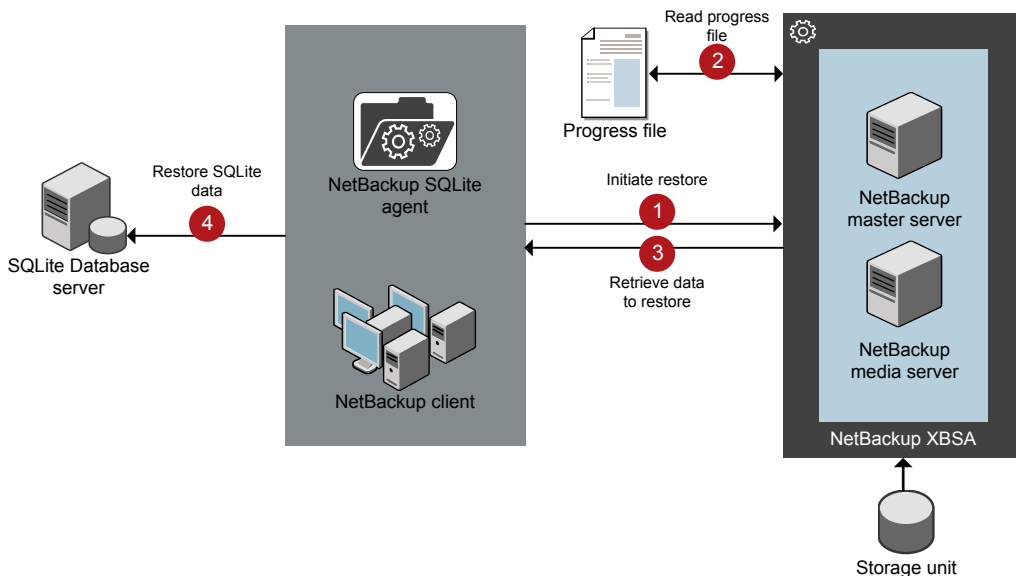 Read progress
file
2
Progress file
NetBackup SQLite
agent
Restore SQLite
data
4
SQLite Database
server
Initiate restore
1
3
Retrieve data
to restore
NetBackup client
NetBackup
master server
NetBackup
media server
NetBackup XBSA
Storage unit